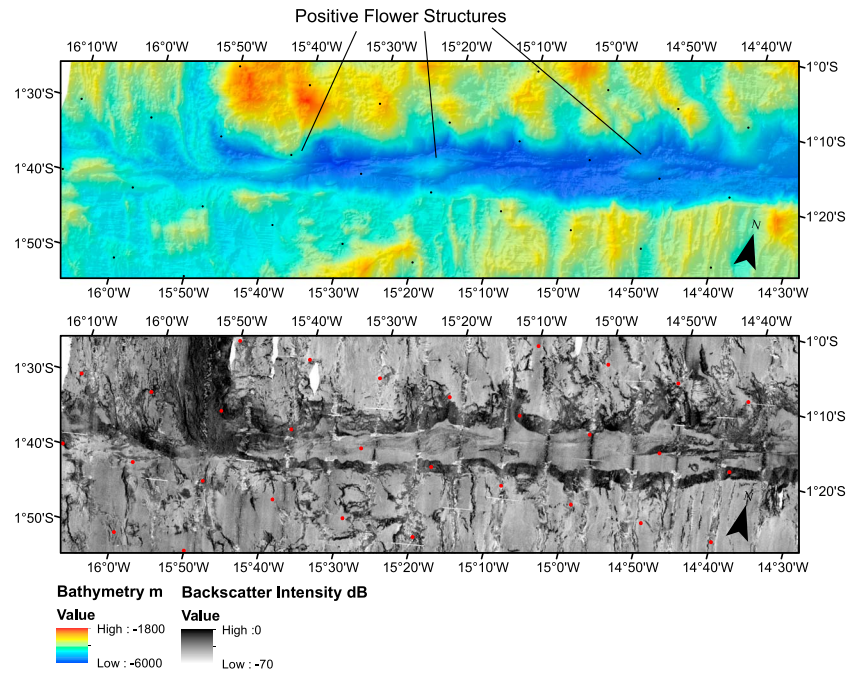 Positive Flower Structures
16°10'W 16°0'W 15°50'W 15°40'W 15°30'W 15°20'W 15°10'W 15°0'W 14°50'W 14°40'W
1°0'S
1°30'S
1°10'S
1°40'S
1°20'S
1°50'S
N
16°0'W 15°50'W 15°40'W 15°30'W 15°20'W 15°10'W 15°0'W 14°50'W 14°40'W 14°30'W
16°10'W 16°0'W 15°50'W 15°40'W 15°30'W 15°20'W 15°10'W 15°0'W 14°50'W 14°40'W
1°0'S
1°30'S
1°10'S
1°40'S
1°20'S
1°50'S
N
16°0'W 15°50'W 15°40'W 15°30'W 15°20'W 15°10'W 15°0'W 14°50'W 14°40'W 14°30'W
Bathymetry m Backscatter Intensity dB
Value Value
High : -1800 High :0
Low : -6000 Low : -70